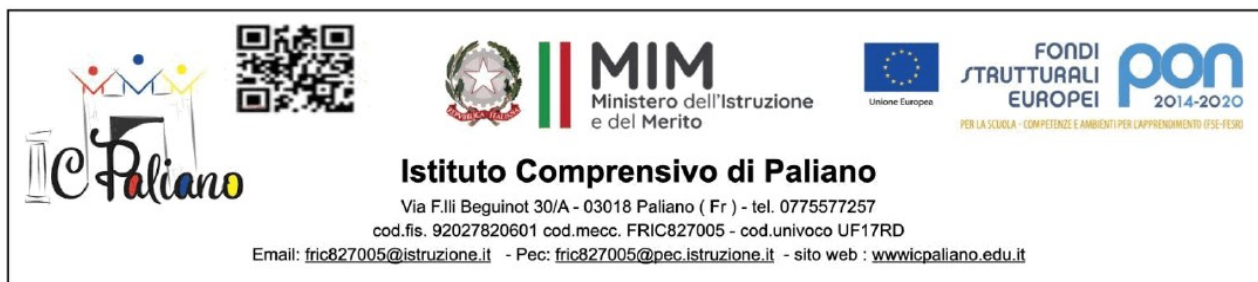 IC Paliano
MIM
Ministero dell'Istruzione
e del Merito
REPVBBLICA ITALIANA
Unione Europea
FONDI
STRUTTURALI
EUROPEI
pon
2014-2020
PER LA SCUOLA - COMPETENZE E AMBIENTI PER L'APPRENDIMENTO (FSE-FESR)
Istituto Comprensivo di Paliano
Via F.lli Beguinot 30/A - 03018 Paliano ( Fr ) - tel. 0775577257
cod.fis. 92027820601 cod.mecc. FRIC827005 - cod.univoco UF17RD
Email: fric827005@istruzione.it - Pec: fric827005@pec.istruzione.it - sito web : wwwicpaliano.edu.it